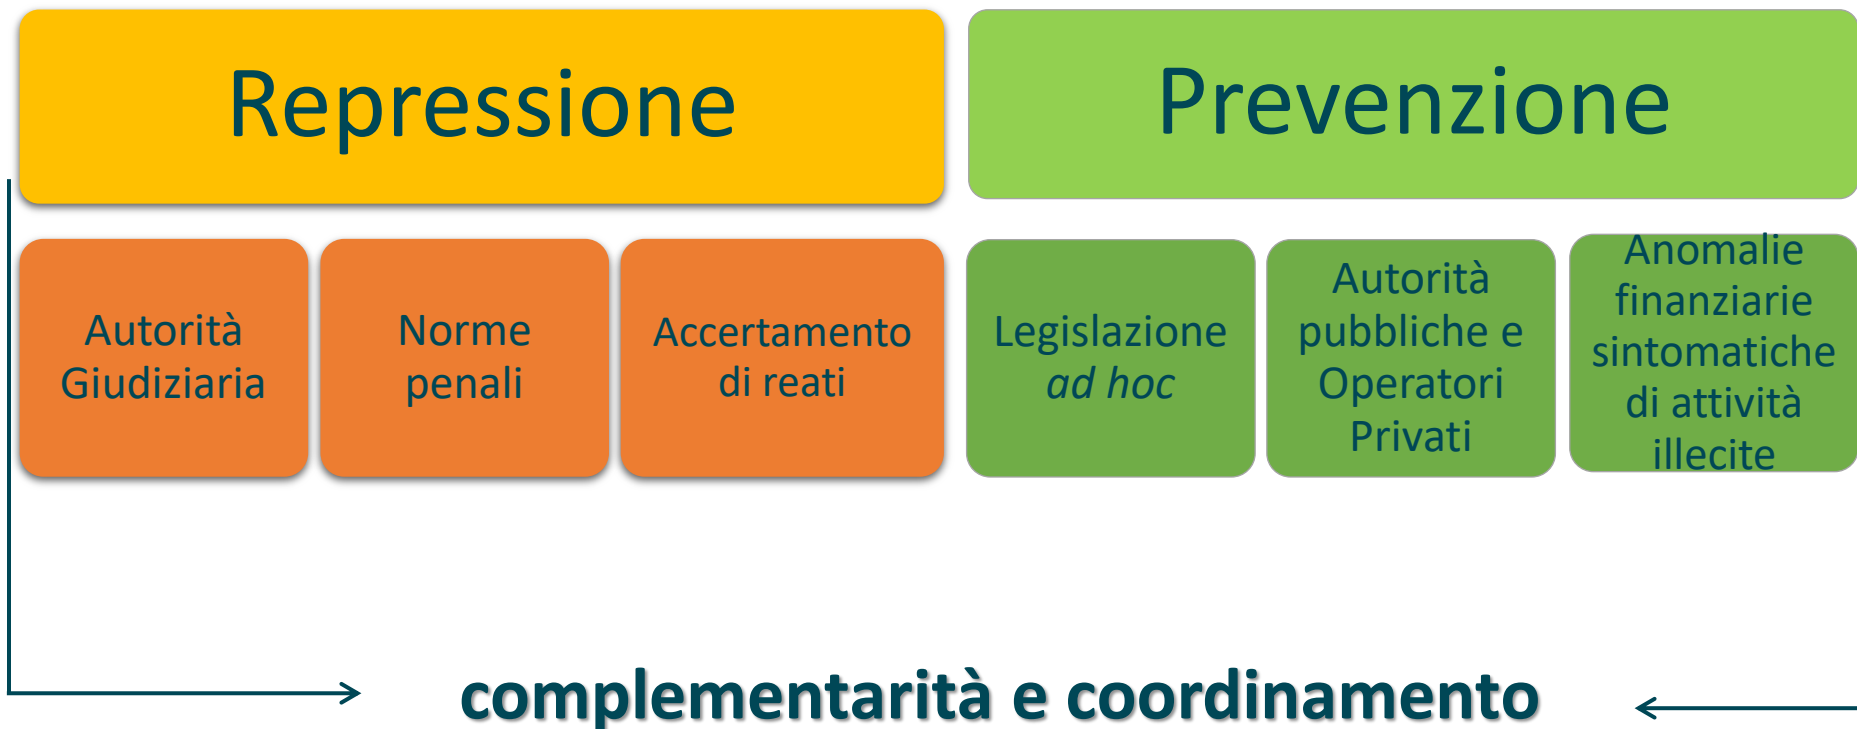 Repressione
Prevenzione
Autorità
Giudiziaria
Norme
penali
Accertamento
di reati
Legislazione
ad hoc
Autorità
pubbliche e
Operatori
Privati
Anomalie
finanziarie
sintomatiche
di attività
illecite
complementarità e coordinamento